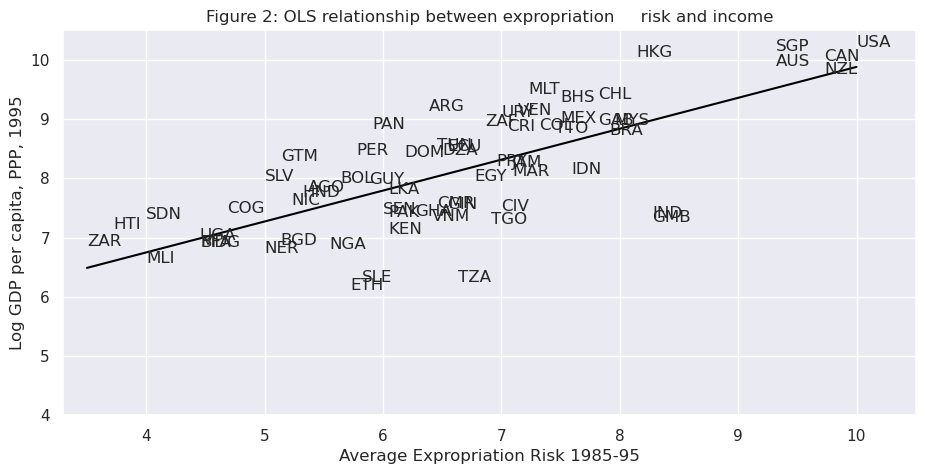 Figure 2: OLS relationship between expropriation     risk and income
Log GDP per capita, PPP, 1995
10
9
8
7
6
5
4
USA
SGP
HKG
CAN
AUS
NZL
MLT
CHL
BHS
ARG
VEN
URY
MEX
GAB
MYS
ZAF
PAN
CRI
COL
TTO
BRA
TUN
ECU
DOM
DZA
PER
GTM
PRY
JAM
MAR
IDN
SLV
BOL
GUY
EGY
AGO
LKA
HND
NIC
CMR
GIN
CIV
COG
SEN
PAK
GHA
VNM
TGO
IND
GMB
SDN
HTI
KEN
UGA
ZAR
MDG
BGD
NER
NGA
MLI
SLE
ETH
TZA
4
5
6
7
8
9
10
Average Expropriation Risk 1985-95